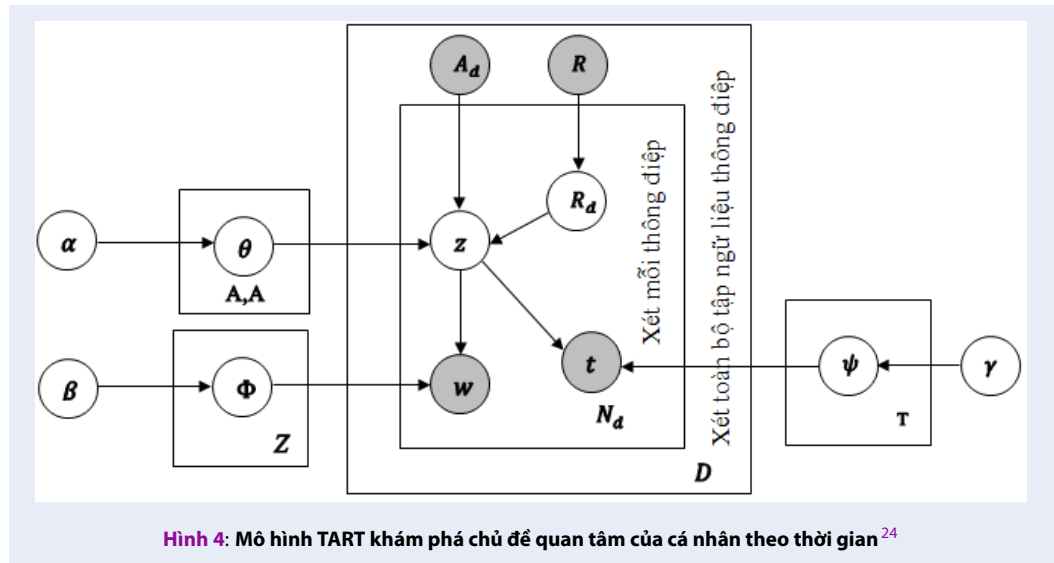 A_d
R
R_d
α
θ
A,A
z
β
Φ
Z
w
t
N_d
D
ψ
T
γ
Xét mỗi thông điệp
Xét toàn bộ tập ngữ liệu thông điệp
Hình 4: Mô hình TART khám phá chủ đề quan tâm của cá nhân theo thời gian 24